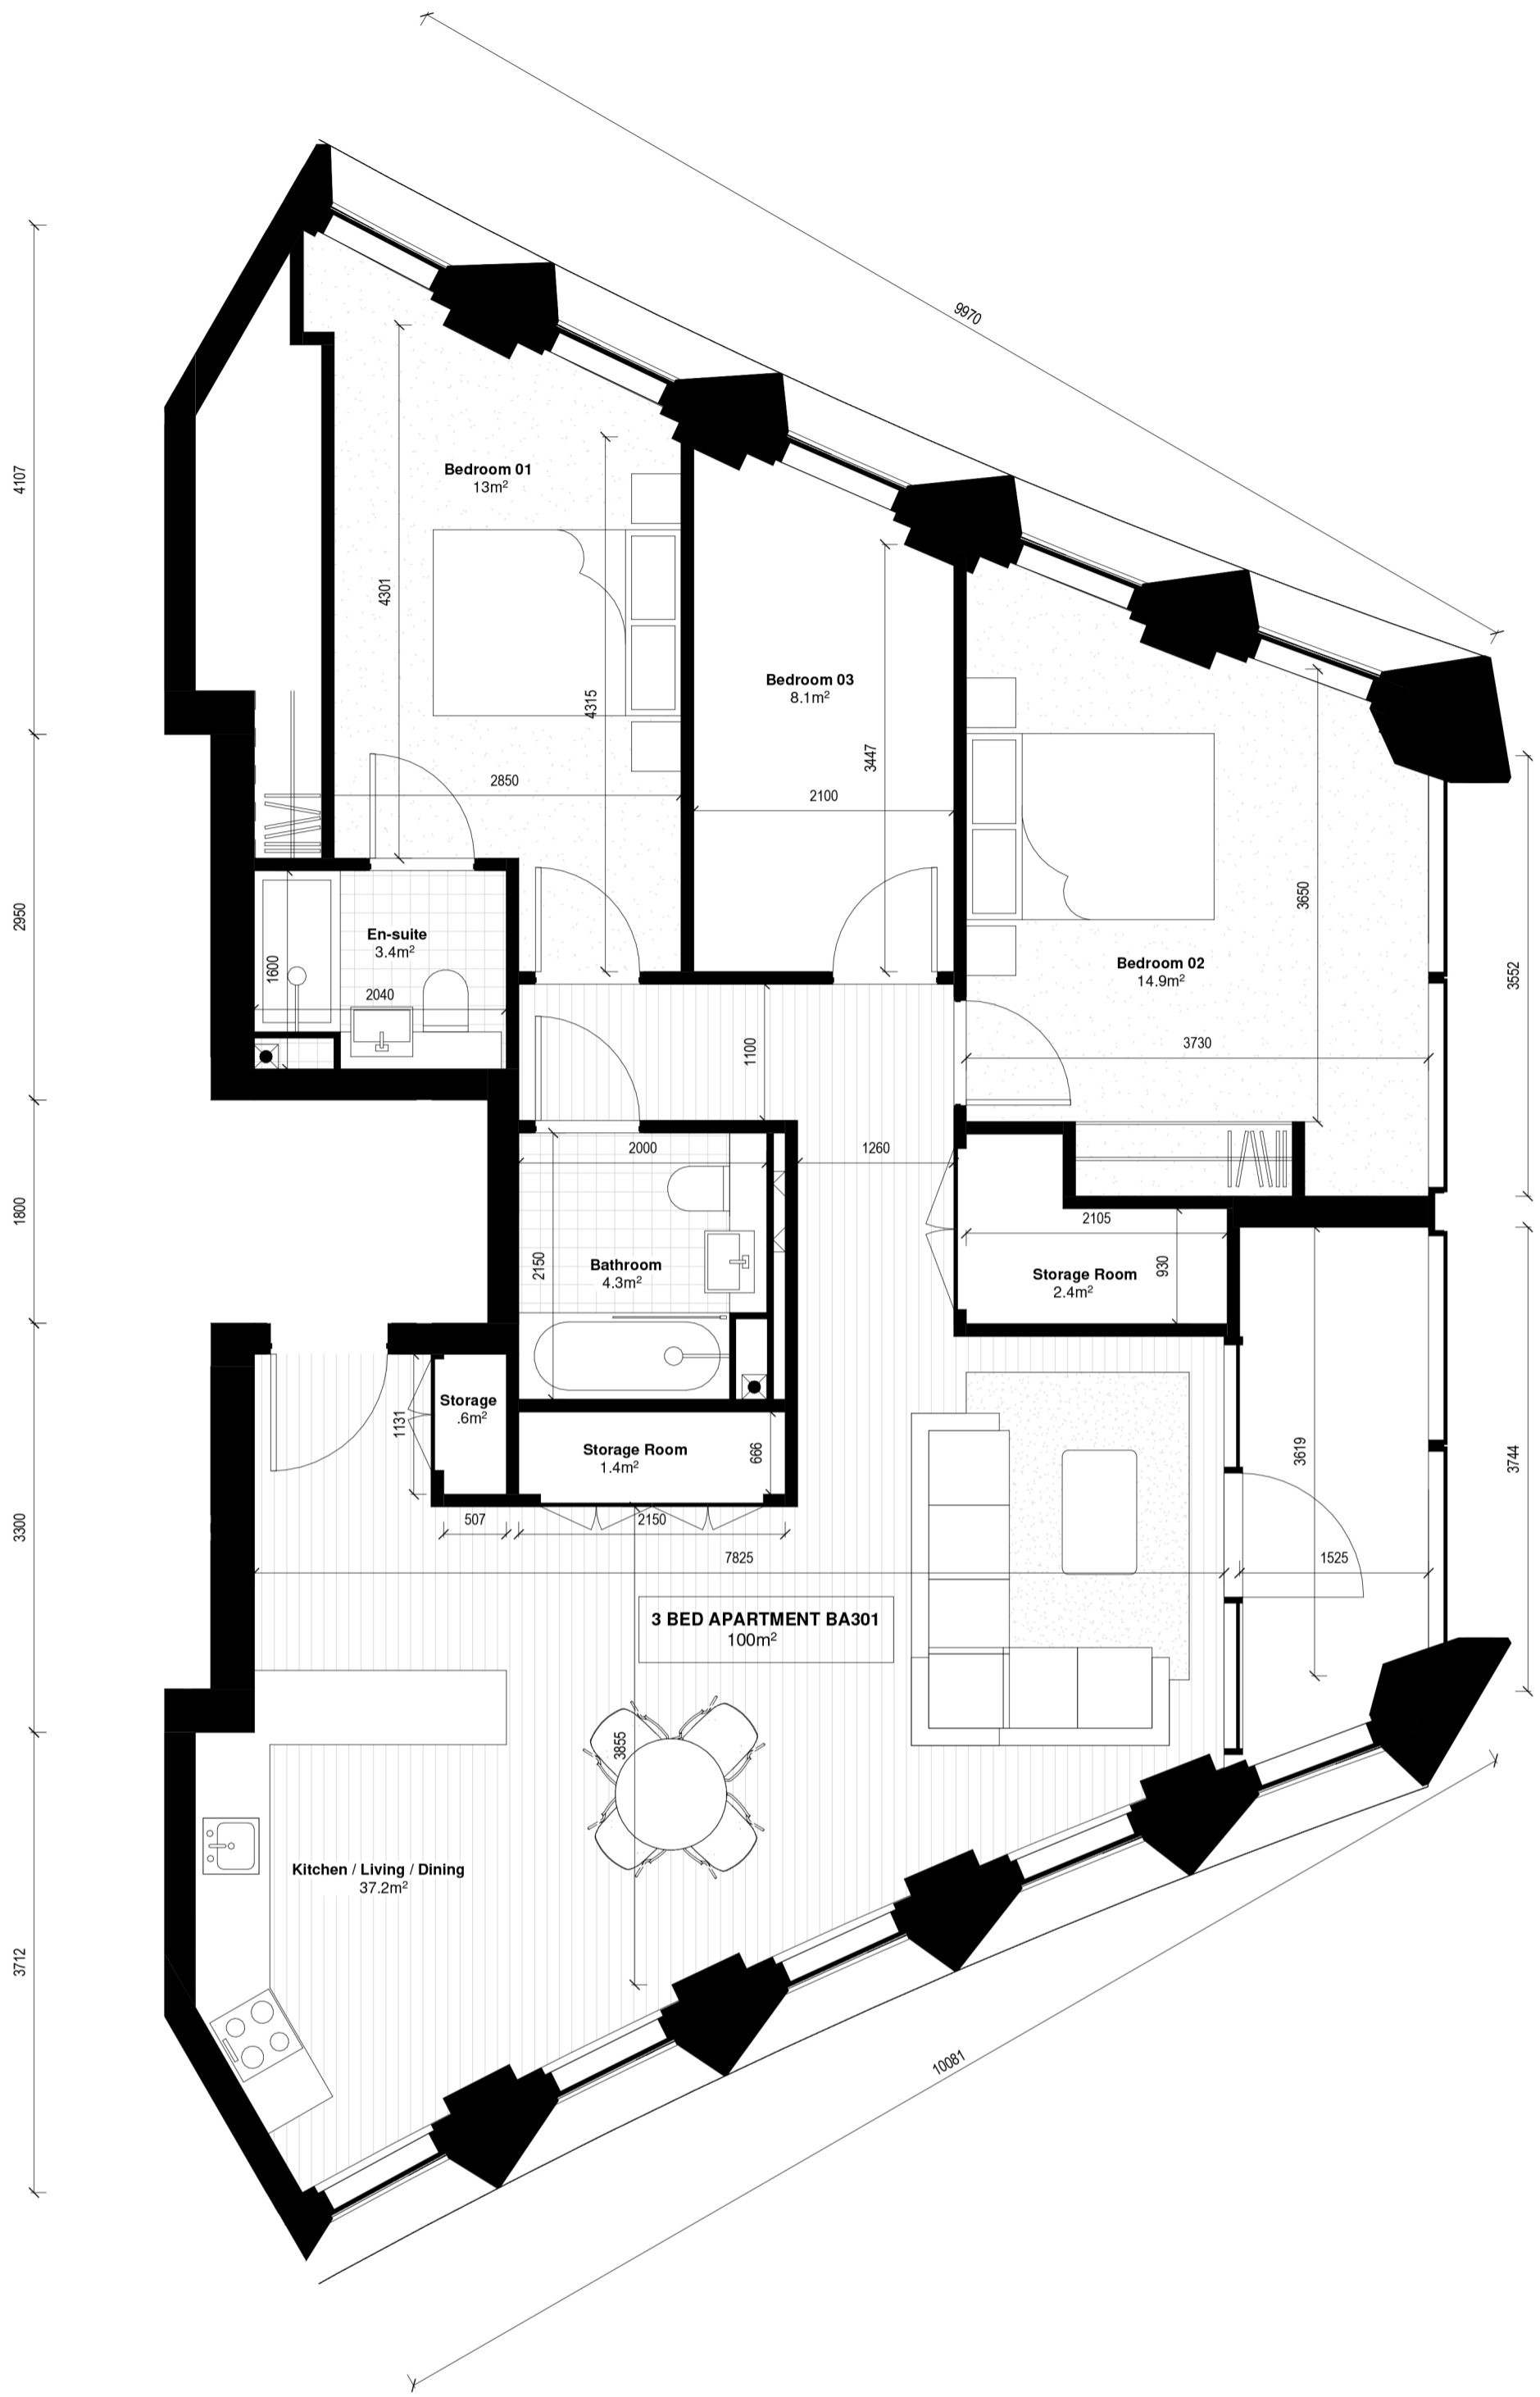 9970
4107
Bedroom 01
13m²
4301
4315
Bedroom 03
8.1m²
3447
2850
2100
3650
2950
En-suite
3.4m²
1600
2040
Bedroom 02
14.9m²
3552
3730
1100
2000
1260
1800
2105
2150
Bathroom
4.3m²
930
Storage Room
2.4m²
Storage
.6m²
1131
Storage Room
1.4m²
666
3619
3744
507
2150
3300
7825
1525
3 BED APARTMENT BA301
100m²
3855
Kitchen / Living / Dining
37.2m²
3712
10081